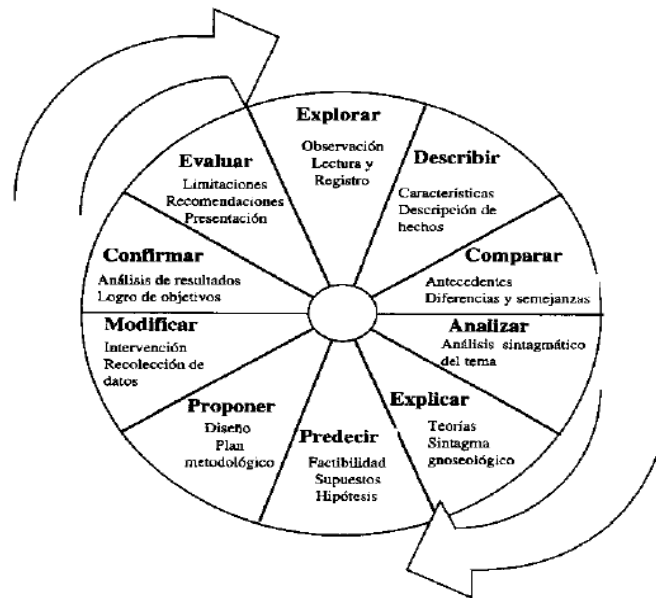 Explorar
Observación
Lectura y
Registro
Describir
Características
Descripción de
hechos
Comparar
Antecedentes
Diferencias y semejanzas
Analizar
Análisis sintagmático
del tema
Explicar
Teorías
Sintagma
gnoseológico
Predecir
Factibilidad
Supuestos
Hipótesis
Proponer
Diseño
Plan
metodológico
Modificar
Intervención
Recolección de
datos
Confirmar
Análisis de resultados
Logro de objetivos
Evaluar
Limitaciones
Recomendaciones
Presentación